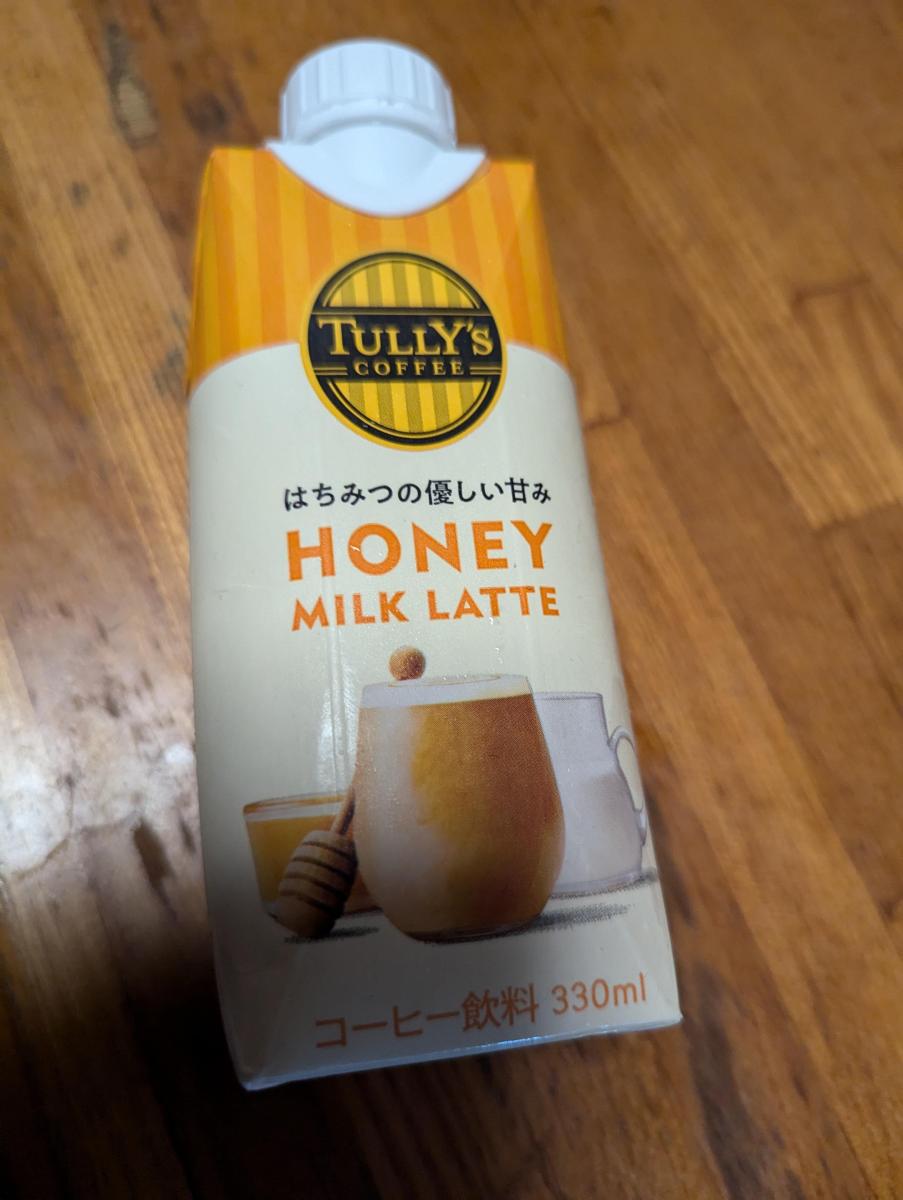 TULLY'S
COFFEE
はちみつの優しい甘み
HONEY
MILK LATTE
コーヒー飲料 330ml